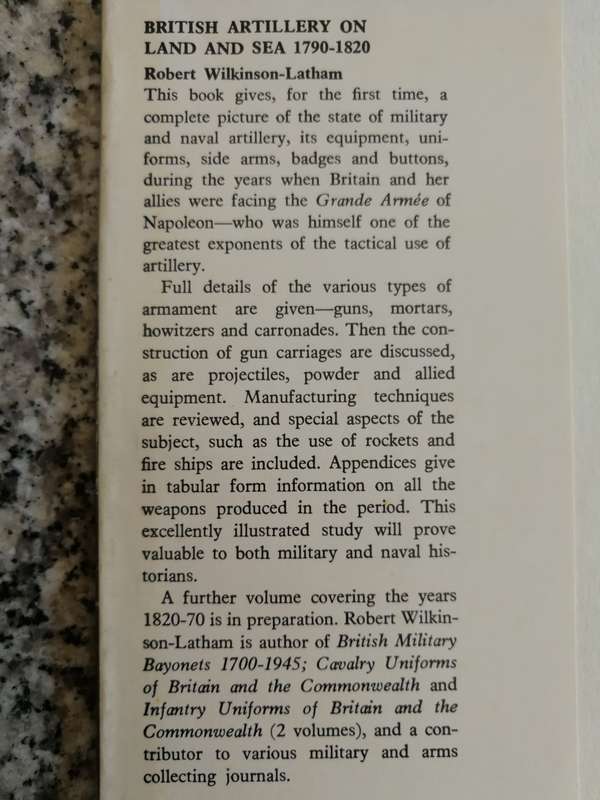 BRITISH ARTILLERY ON
LAND AND SEA 1790-1820
Robert Wilkinson-Latham
This book gives, for the first time, a
complete picture of the state of military
and naval artillery, its equipment, uni-
forms, side arms, badges and buttons,
during the years when Britain and her
allies were facing the Grande Armée of
Napoleon—who was himself one of the
greatest exponents of the tactical use of
artillery.
Full details of the various types of
armament are given—guns, mortars,
howitzers and carronades. Then the con-
struction of gun carriages are discussed,
as are projectiles, powder and allied
equipment. Manufacturing techniques
are reviewed, and special aspects of the
subject, such as the use of rockets and
fire ships are included. Appendices give
in tabular form information on all the
weapons produced in the period. This
excellently illustrated study will prove
valuable to both military and naval his-
torians.
A further volume covering the years
1820-70 is in preparation. Robert Wilkin-
son-Latham is author of British Military
Bayonets 1700-1945; Cavalry Uniforms
of Britain and the Commonwealth and
Infantry Uniforms of Britain and the
Commonwealth (2 volumes), and a con-
tributor to various military and arms
collecting journals.